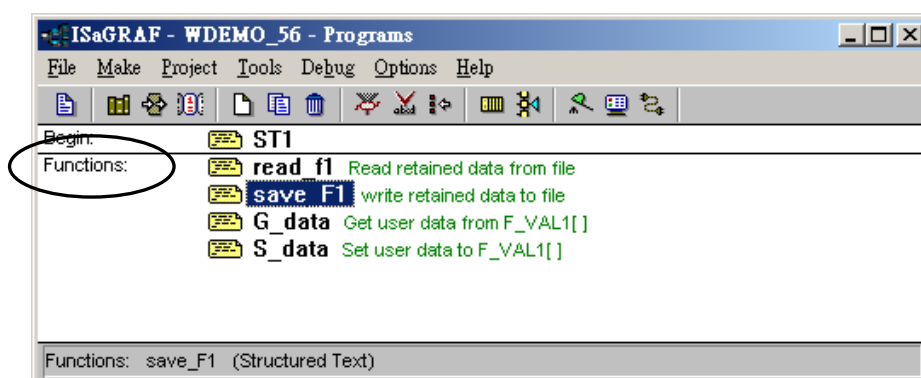 ISaGRAF - WDEMO_56 - Programs
File Make Project Tools Debug Options Help
Begin: ST1
Functions: read_f1 Read retained data from file
save_F1 write retained data to file
G_data Get user data from F_VAL1[ ]
S_data Set user data to F_VAL1[ ]
Functions: save_F1 (Structured Text)